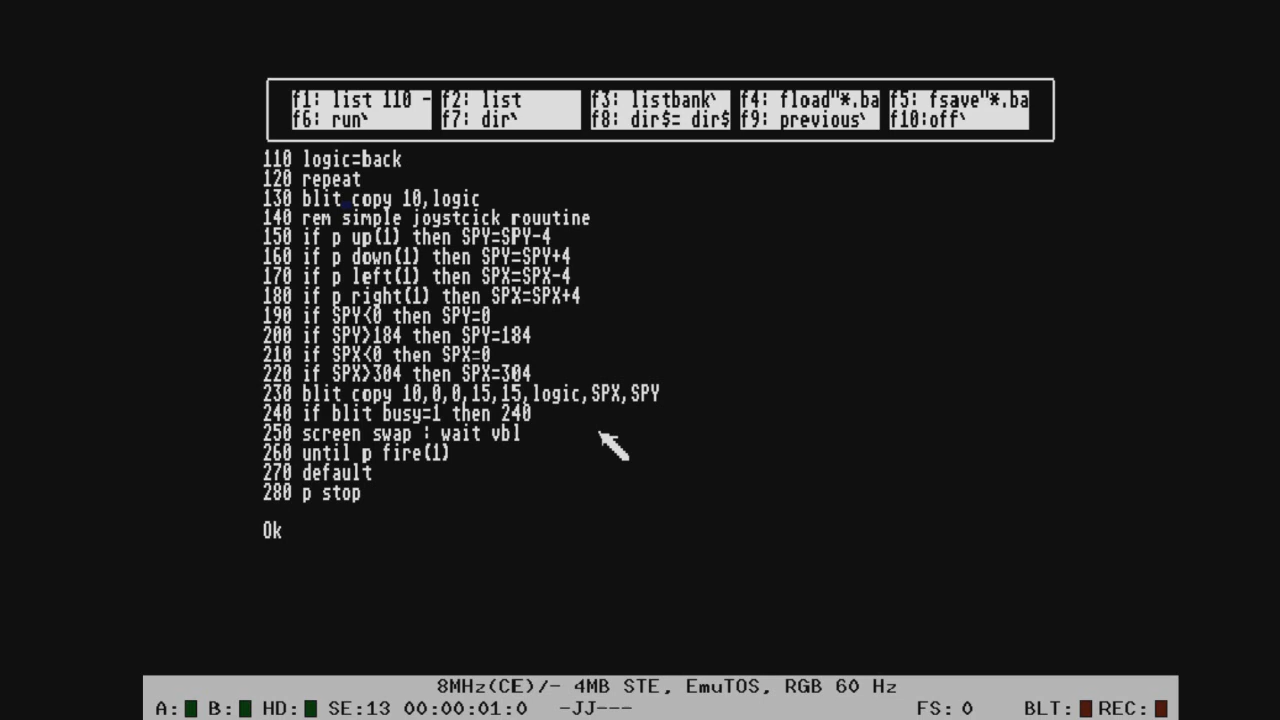 f1: list 110 - f2: list f3: listbank` f4: fload"*.ba f5: fsave"*.ba
f6: run` f7: dir` f8: dir$= dir$ f9: previous` f10:off`
110 logic=back
120 repeat
130 blit copy 10,logic
140 rem simple joystcick rouutine
150 if p up(1) then SPY=SPY-4
160 if p down(1) then SPY=SPY+4
170 if p left(1) then SPX=SPX-4
180 if p right(1) then SPX=SPX+4
190 if SPY<0 then SPY=0
200 if SPY>184 then SPY=184
210 if SPX<0 then SPX=0
220 if SPX>304 then SPX=304
230 blit copy 10,0,0,15,15,logic,SPX,SPY
240 if blit busy=1 then 240
250 screen swap : wait vbl
260 until p fire(1)
270 default
280 p stop
Ok
8MHz(CE)/- 4MB STE, EmuTOS, RGB 60 Hz
A: B: HD: SE:13 00:00:01:0 -JJ--- FS: 0 BLT: REC: